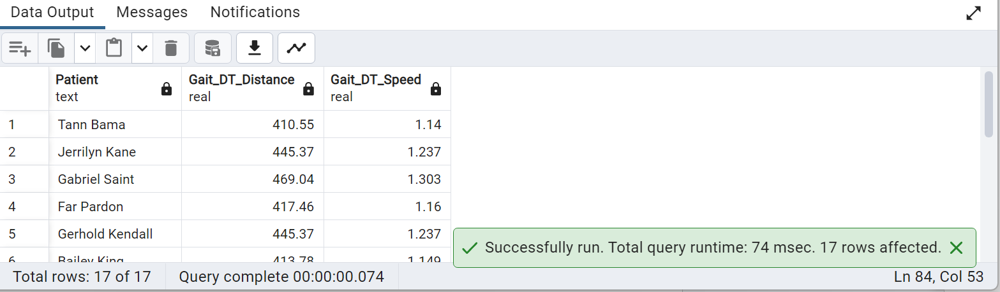 Data Output Messages Notifications
Patient Gait_DT_Distance Gait_DT_Speed
text real real
1 Tann Bama 410.55 1.14
2 Jerrilyn Kane 445.37 1.237
3 Gabriel Saint 469.04 1.303
4 Far Pardon 417.46 1.16
5 Gerhold Kendall 445.37 1.237
6 Bailey King 413.78 1.149
Successfully run. Total query runtime: 74 msec. 17 rows affected.
Total rows: 17 of 17 Query complete 00:00:00.074 Ln 84, Col 53